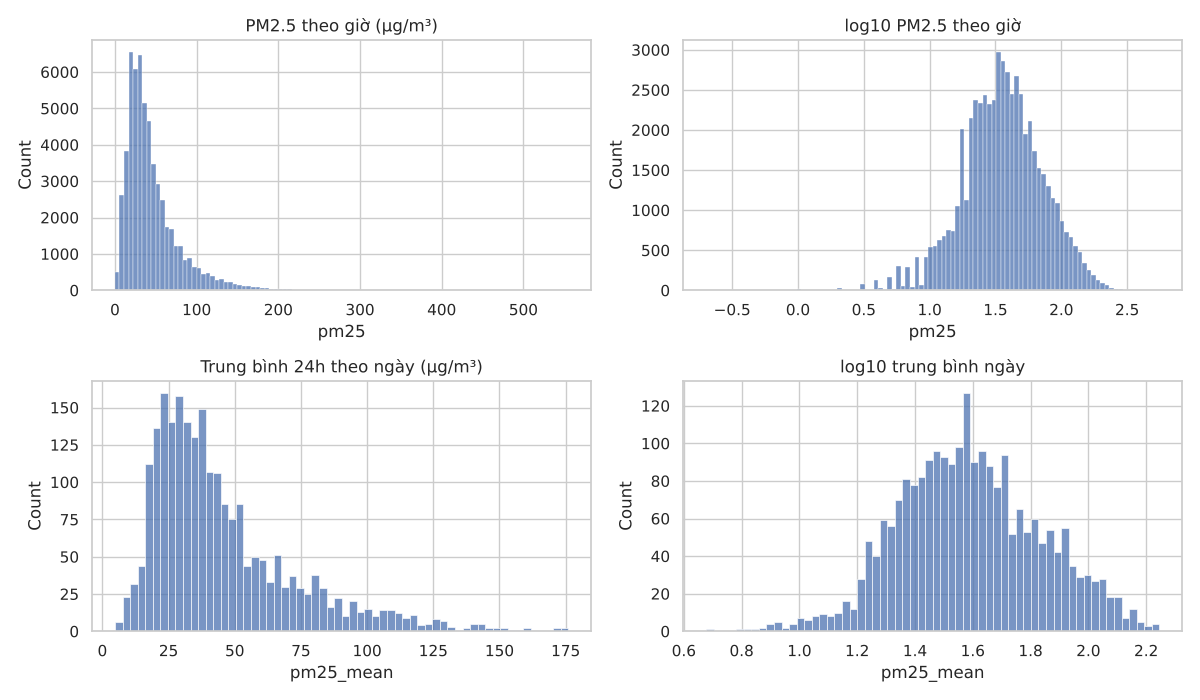 PM2.5 theo giờ (µg/m³)
Count
6000
5000
4000
3000
2000
1000
0
0 100 200 300 400 500
pm25
log10 PM2.5 theo giờ
Count
3000
2500
2000
1500
1000
500
0
−0.5 0.0 0.5 1.0 1.5 2.0 2.5
pm25
Trung bình 24h theo ngày (µg/m³)
Count
150
125
100
75
50
25
0
0 25 50 75 100 125 150 175
pm25_mean
log10 trung bình ngày
Count
120
100
80
60
40
20
0
0.6 0.8 1.0 1.2 1.4 1.6 1.8 2.0 2.2
pm25_mean